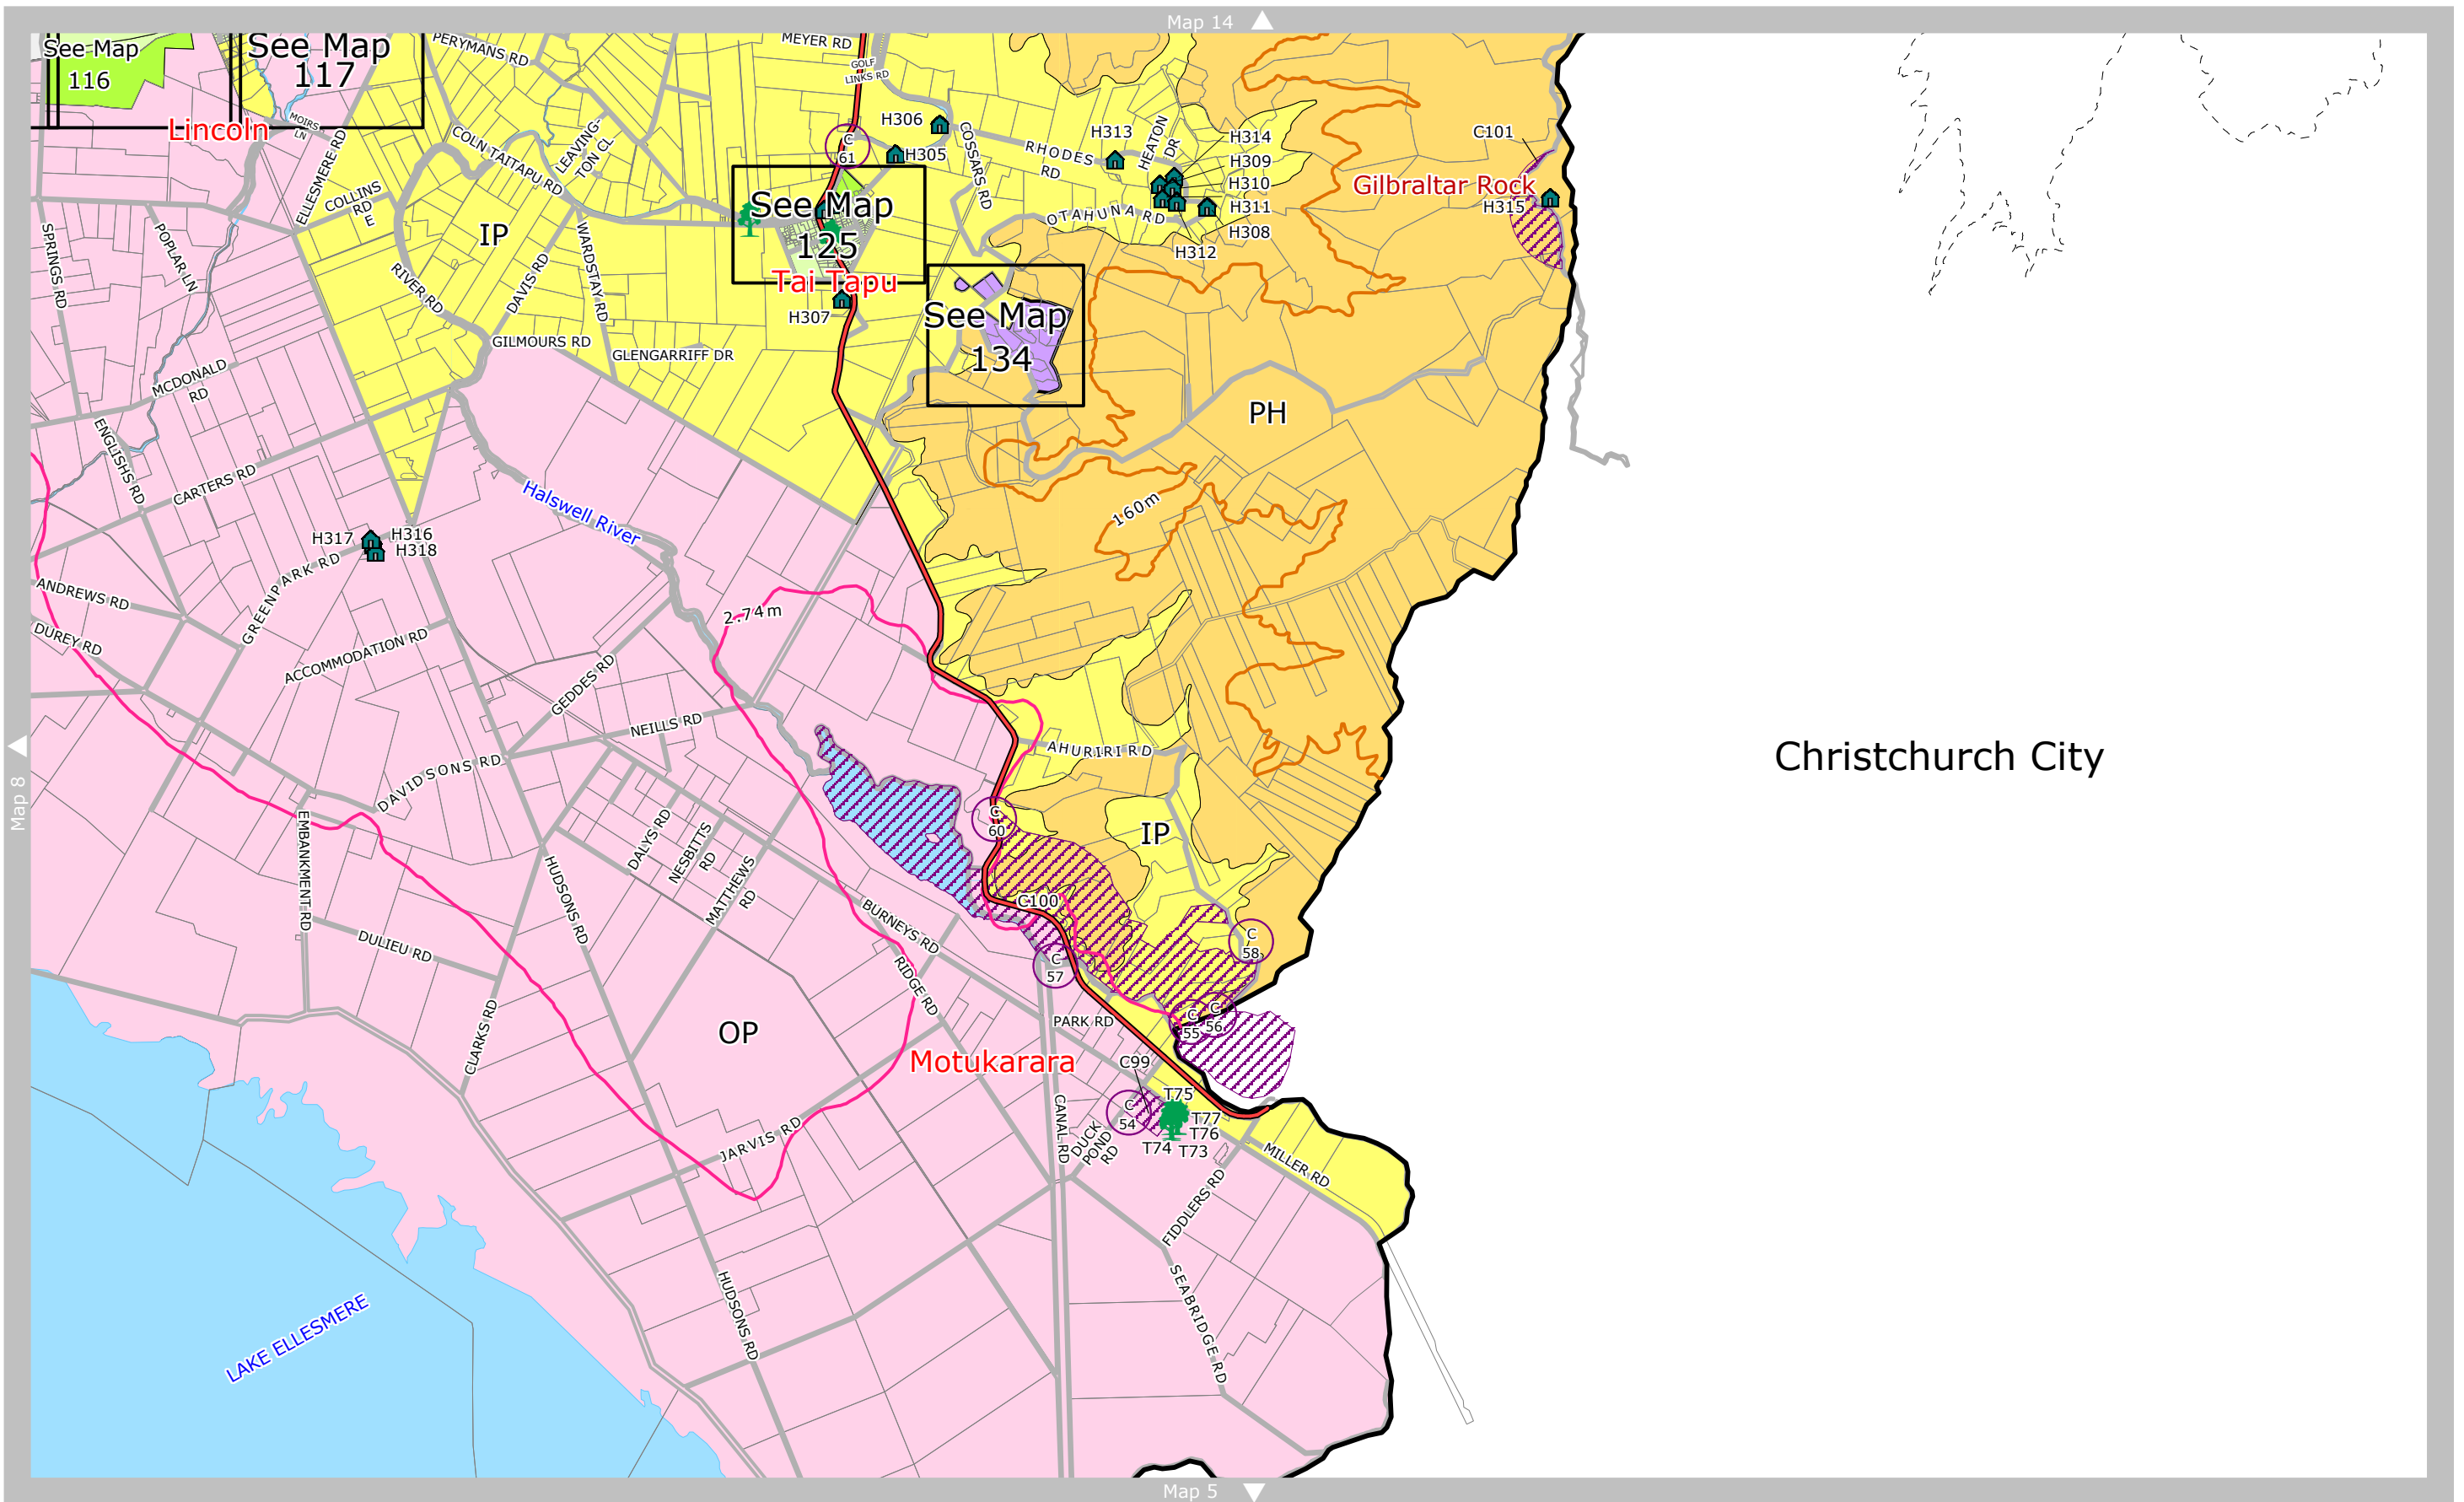 Map 14
See Map
116
See Map
117
PERYMANS RD
MEYER RD
GOLF
LINKS RD
Lincoln
MOIRS
LN
ELLESMERE RD
COLN TAITAPU RD
LEAVING-
TON CL
COLLINS
RD
E
C
61
H306
H305
COSSARS RD
RHODES
RD
H313
HEATON
DR
H314
H309
H310
H311
H308
H312
OTAHUNA RD
C101
Gilbraltar Rock
H315
SPRINGS RD
POPLAR LN
IP
RIVER RD
DAVIS RD
WARDSTAY RD
See Map
125
Tai Tapu
H307
See Map
134
GILMOURS RD
GLENGARRIFF DR
MCDONALD
RD
PH
ENGLISHS RD
CARTERS RD
Halswell River
160m
H317
H316
H318
GREENPARK RD
ANDREWS RD
DUREY RD
ACCOMMODATION RD
2.74m
GEDDES RD
NEILLS RD
AHURIRI RD
Christchurch City
Map 8
DAVIDSONS RD
EMBANKMENT RD
DALYS RD
NESBITTS
RD
MATTHEWS
RD
C
60
IP
HUDSONS RD
C100
BURNEYS RD
DULIEU RD
C
57
C
58
RIDGE RD
CLARKS RD
OP
PARK RD
C
55
C
56
Motukarara
C99
C
54
T75
T77
T76
T74
T73
CANAL RD
DUCK
POND
RD
JARVIS RD
MILLER RD
FIDDLERS RD
SEABRIDGE RD
HUDSONS RD
LAKE ELLESMERE
Map 5